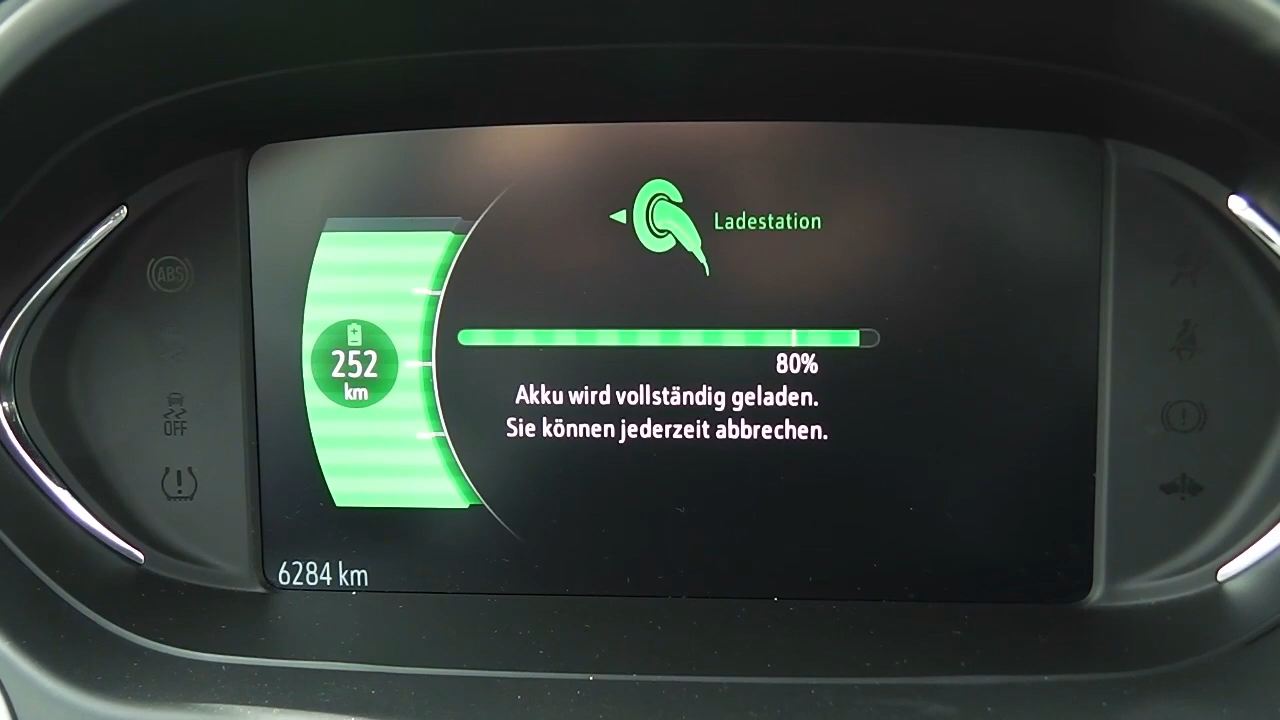 Ladestation
80%
Akku wird vollständig geladen.
Sie können jederzeit abbrechen.
252
km
6284 km
ABS
OFF